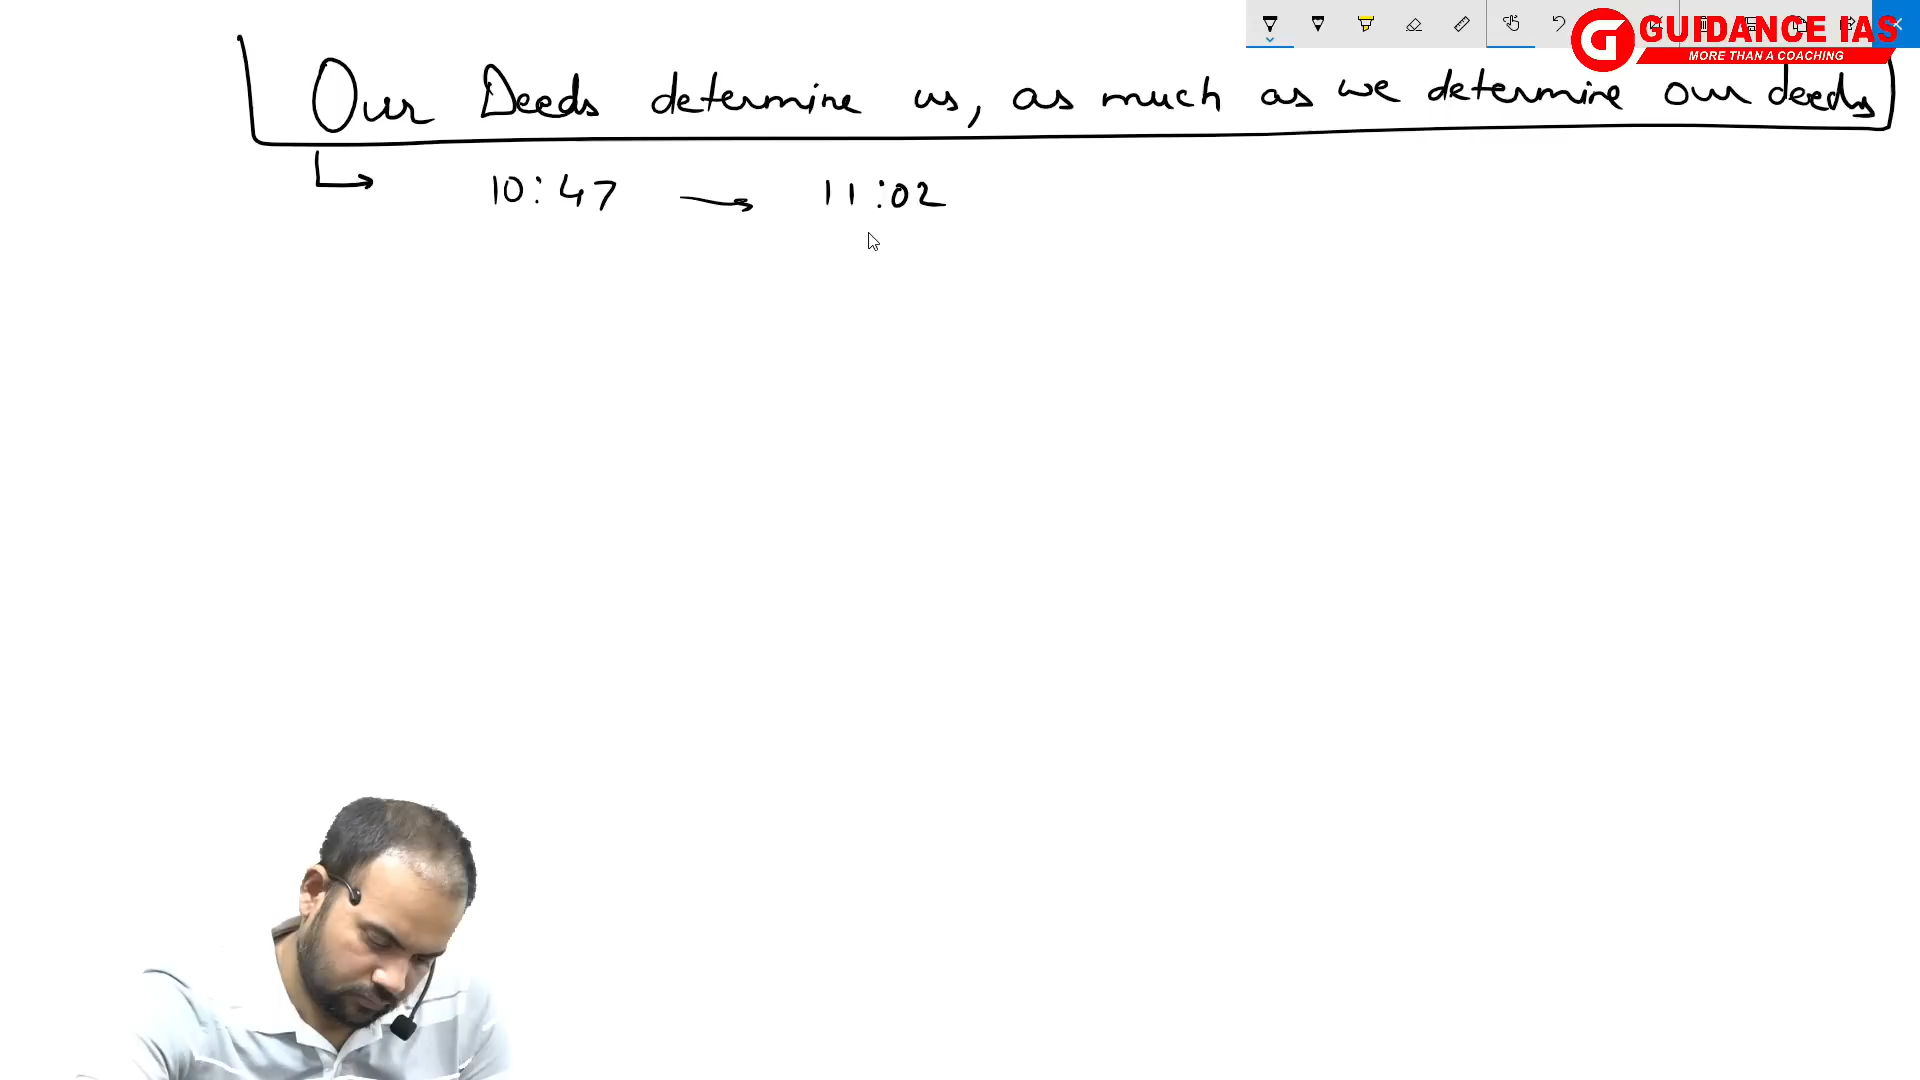 GUIDANCE IAS
MORE THAN A COACHING
Our Deeds determine us, as much as we determine our deeds
10:47 → 11:02